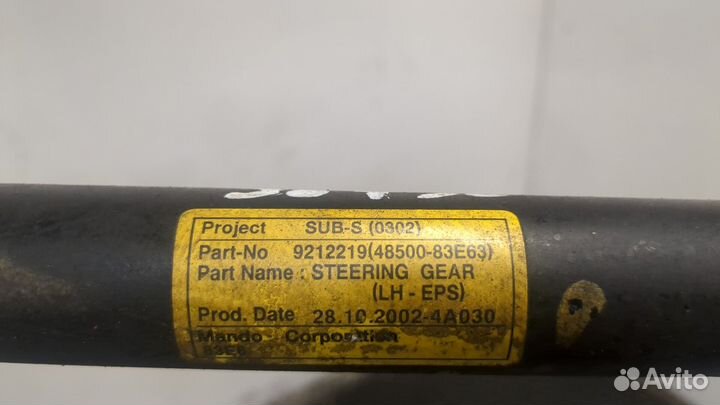 Project SUB-S (0302)
Part-No 9212219(48500-83E63)
Part Name : STEERING GEAR
(LH - EPS)
Prod. Date 28.10.2002-4A030
Mando Corporation
83E6
Avito